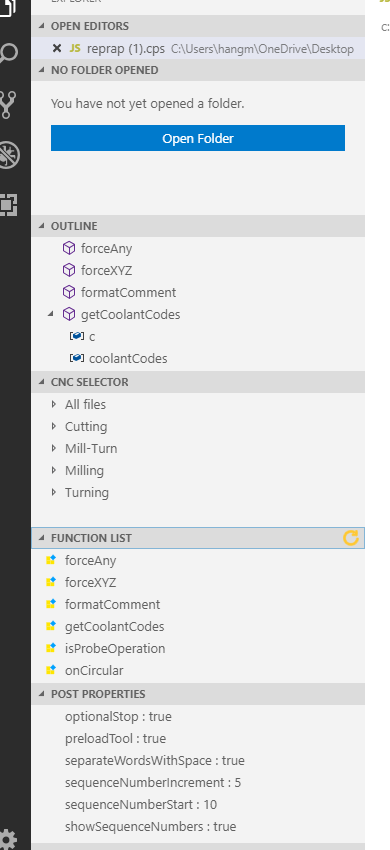 EXPLORER
OPEN EDITORS
JS reprap (1).cps C:\Users\hangm\OneDrive\Desktop
NO FOLDER OPENED
You have not yet opened a folder.
Open Folder
OUTLINE
forceAny
forceXYZ
formatComment
getCoolantCodes
c
coolantCodes
CNC SELECTOR
All files
Cutting
Mill-Turn
Milling
Turning
FUNCTION LIST
forceAny
forceXYZ
formatComment
getCoolantCodes
isProbeOperation
onCircular
POST PROPERTIES
optionalStop : true
preloadTool : true
separateWordsWithSpace : true
sequenceNumberIncrement : 5
sequenceNumberStart : 10
showSequenceNumbers : true